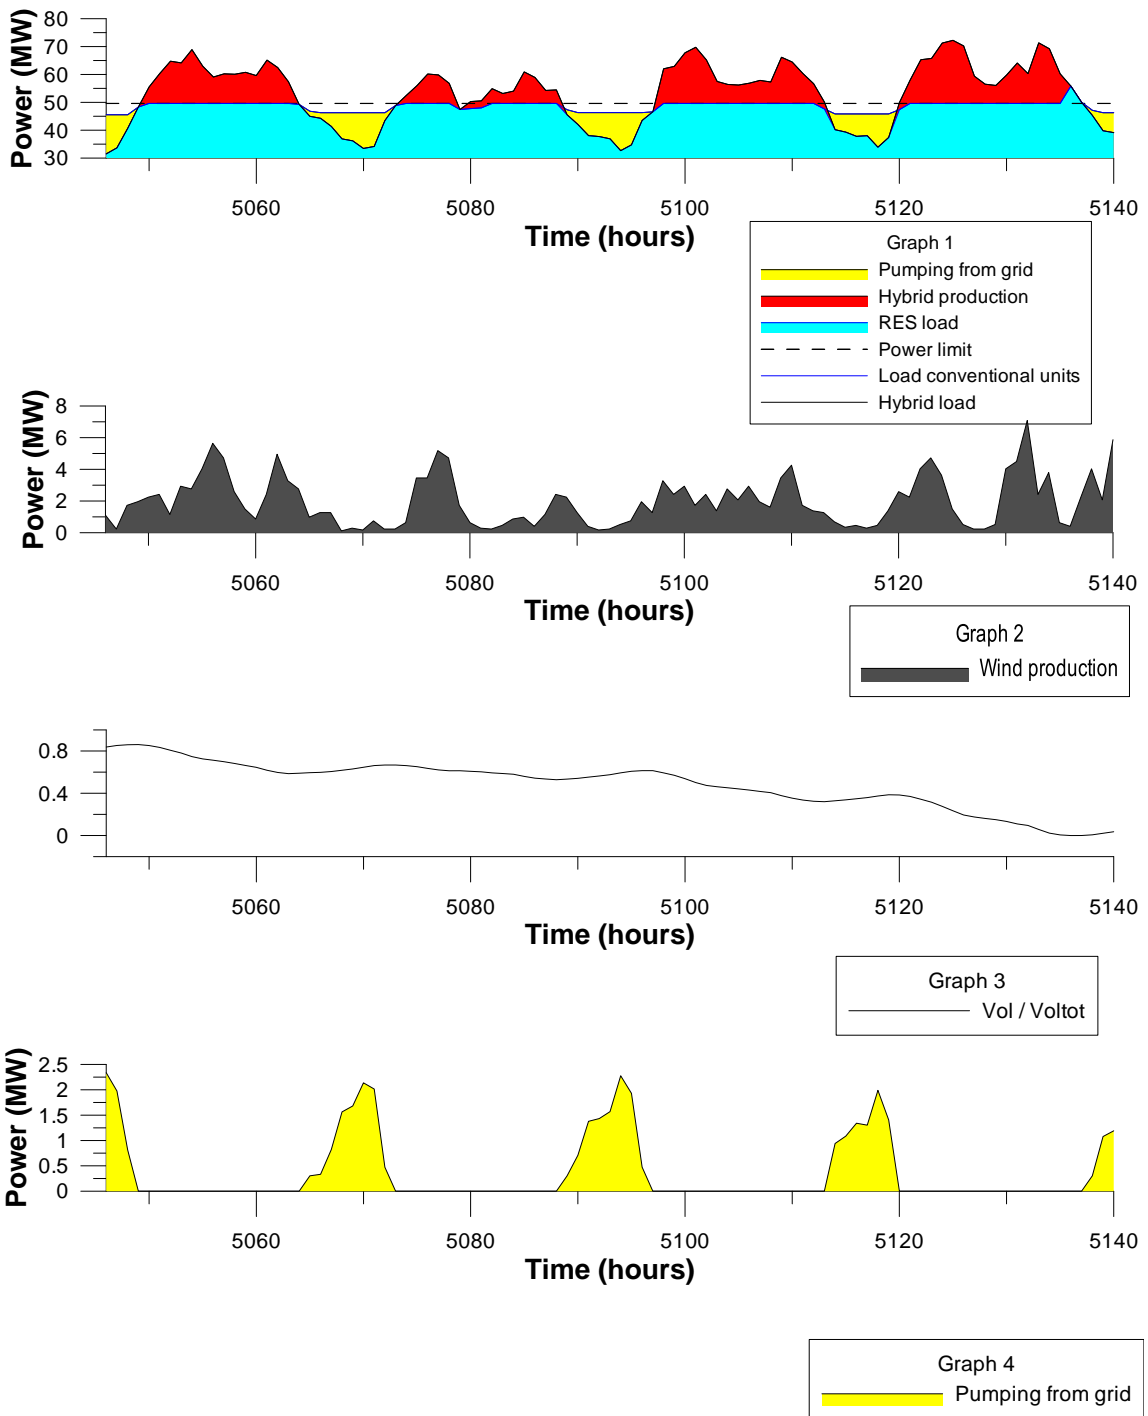 80
70
60
50
40
30
Power (MW)
5060 5080 5100 5120 5140
Time (hours)
Graph 1
Pumping from grid
Hybrid production
RES load
Power limit
Load conventional units
Hybrid load
8
6
4
2
0
Power (MW)
5060 5080 5100 5120 5140
Time (hours)
Graph 2
Wind production
0.8
0.4
0
5060 5080 5100 5120 5140
Time (hours)
Graph 3
Vol / Voltot
2.5
2
1.5
1
0.5
0
Power (MW)
5060 5080 5100 5120 5140
Time (hours)
Graph 4
Pumping from grid